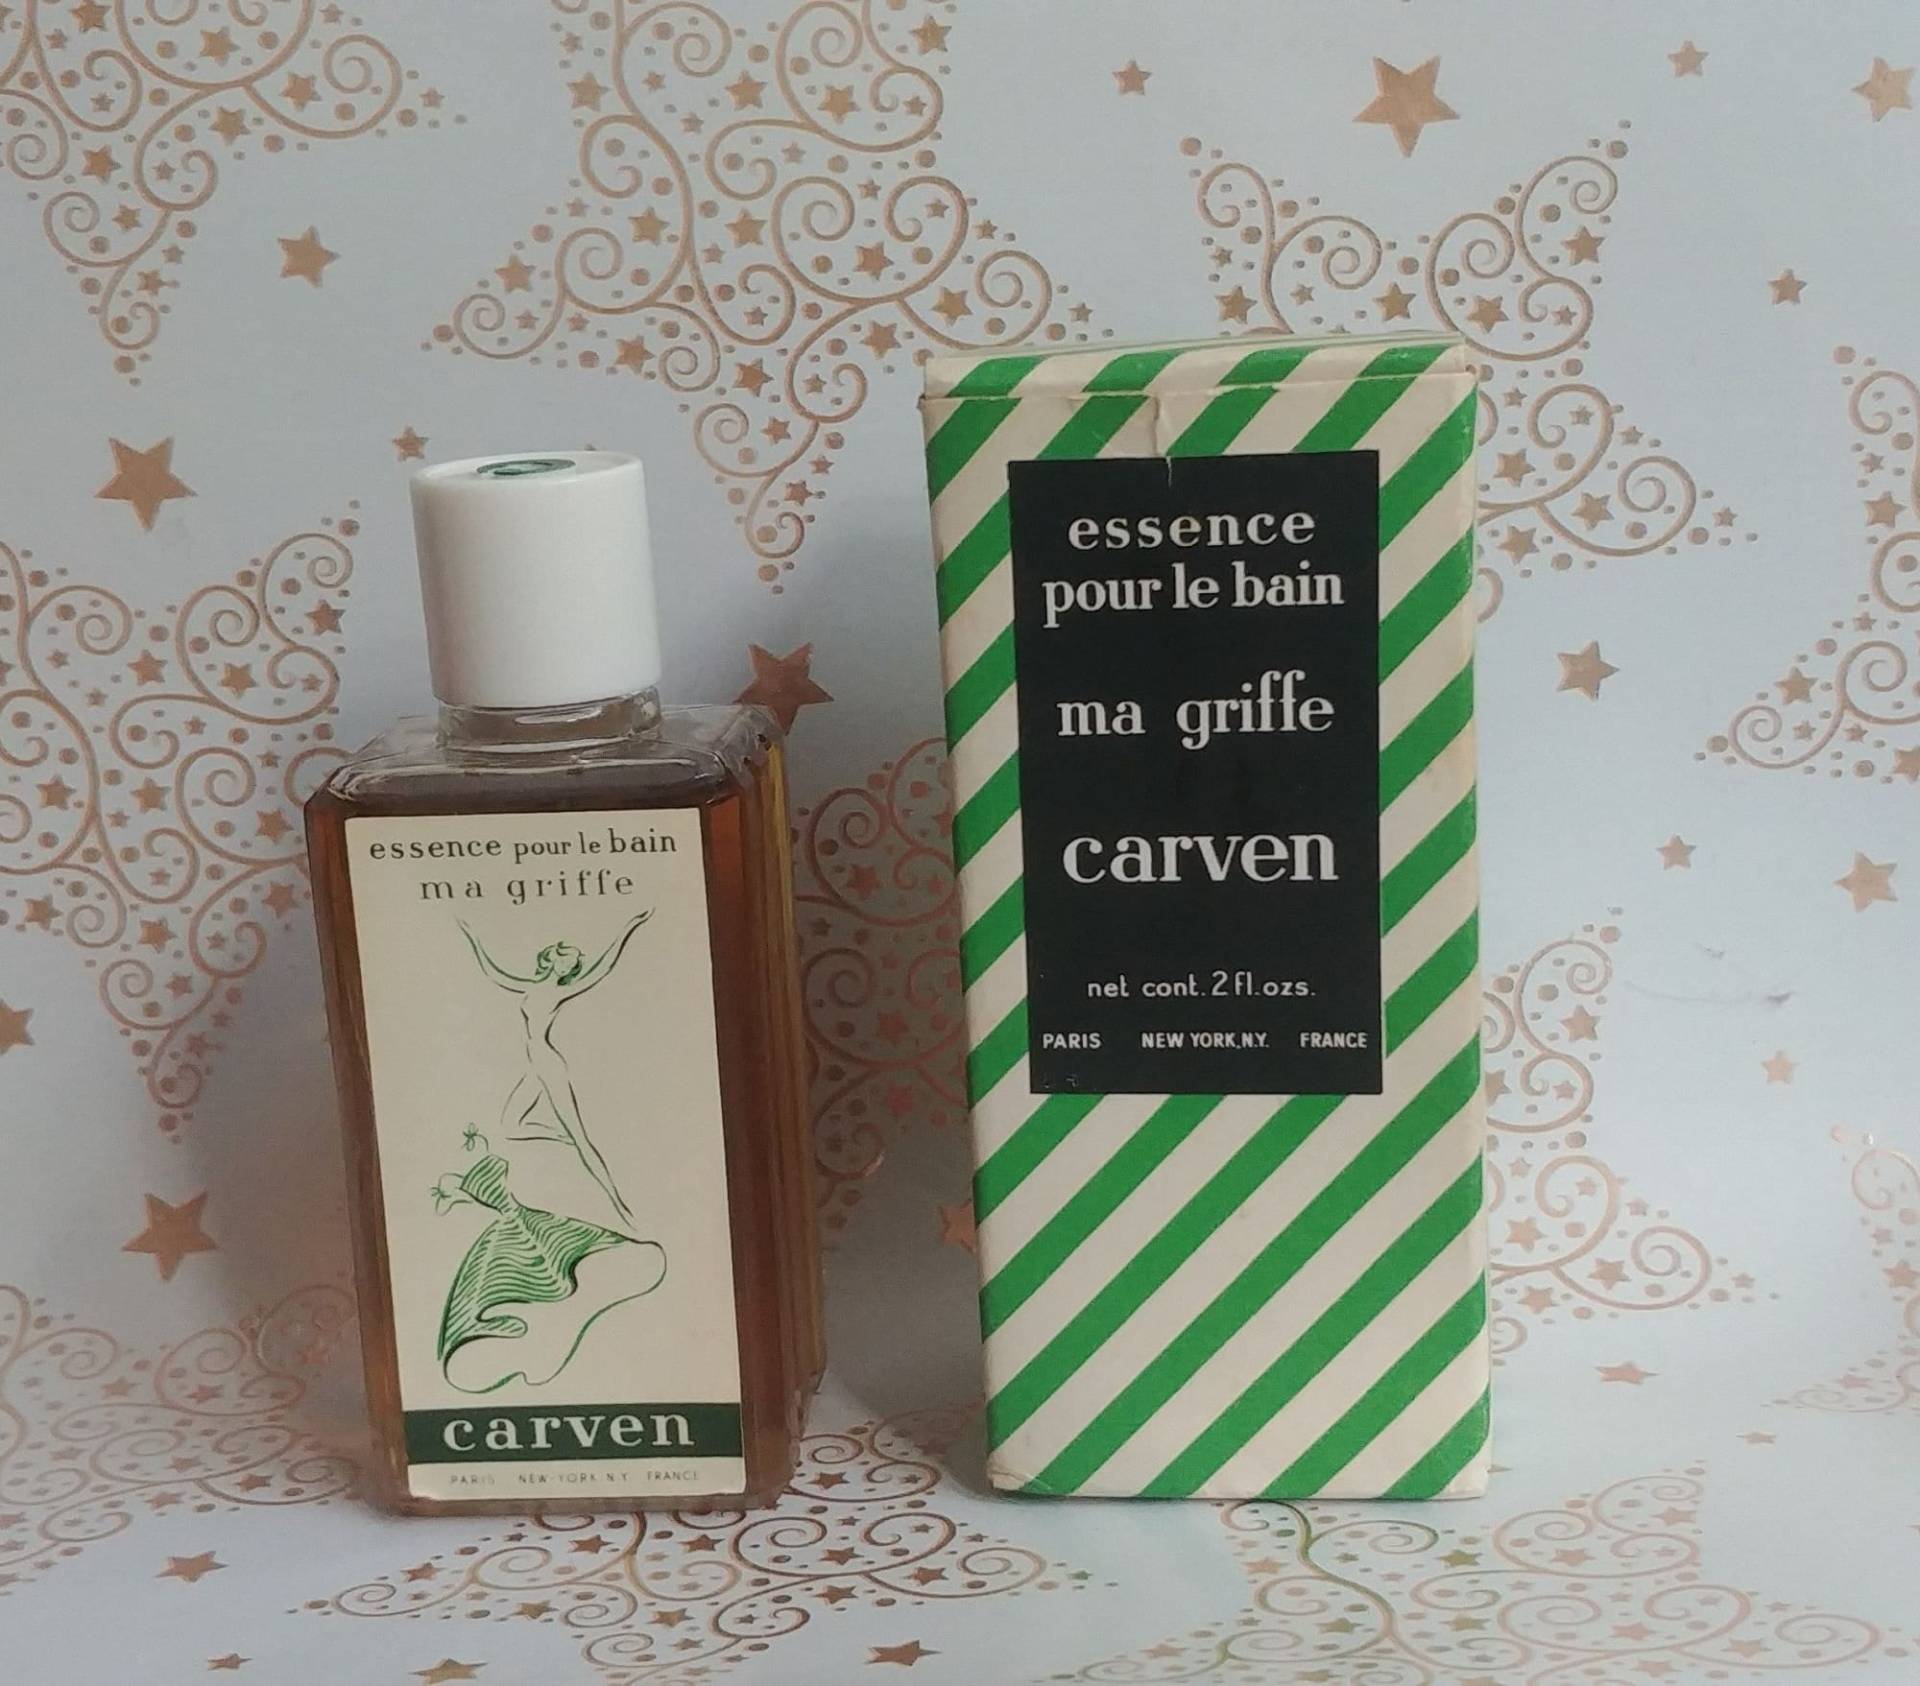 essence pour le bain
ma griffe
carven
PARIS NEW-YORK N.Y. FRANCE
essence
pour le bain
ma griffe
carven
net cont. 2 fl. ozs.
PARIS NEW YORK, N.Y. FRANCE